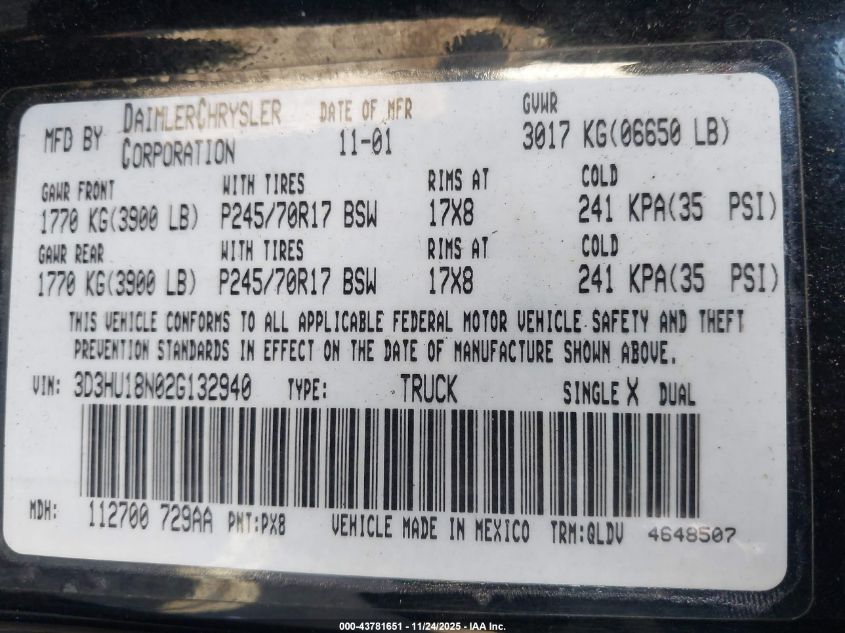 MFD BY DAIMLERCHRYSLER CORPORATION DATE OF MFR 11-01 GVWR 3017 KG(06650 LB)
GAWR FRONT WITH TIRES RIMS AT COLD
1770 KG(3900 LB) P245/70R17 BSW 17X8 241 KPA(35 PSI)
GAWR REAR WITH TIRES RIMS AT COLD
1770 KG(3900 LB) P245/70R17 BSW 17X8 241 KPA(35 PSI)
THIS VEHICLE CONFORMS TO ALL APPLICABLE FEDERAL MOTOR VEHICLE SAFETY AND THEFT
PREVENTION STANDARDS IN EFFECT ON THE DATE OF MANUFACTURE SHOWN ABOVE.
VIN: 3D3HU18N02G132940 TYPE: TRUCK SINGLE X DUAL
MDH: 112700 729AA PNT:PX8 VEHICLE MADE IN MEXICO TRM:QLDV 4648507
000-43781651 - 11/24/2025 - IAA Inc.